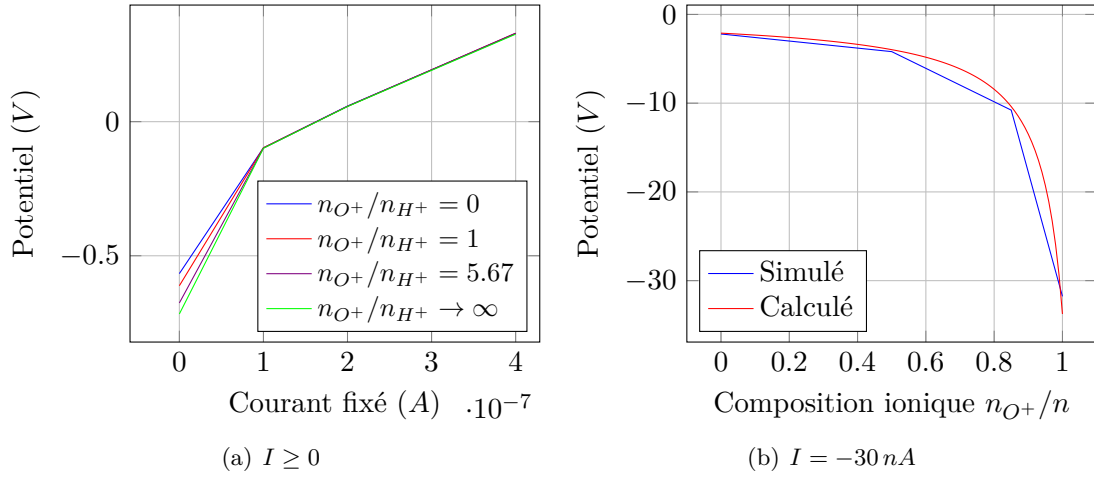 0
−0.5
Potentiel (V)
n_{O^+}/n_{H^+} = 0
n_{O^+}/n_{H^+} = 1
n_{O^+}/n_{H^+} = 5.67
n_{O^+}/n_{H^+} → ∞
0 1 2 3 4
Courant fixé (A) ·10^{−7}
(a) I ≥ 0
0
−10
−20
−30
Potentiel (V)
Simulé
Calculé
0 0.2 0.4 0.6 0.8 1
Composition ionique n_{O^+}/n
(b) I = −30 nA